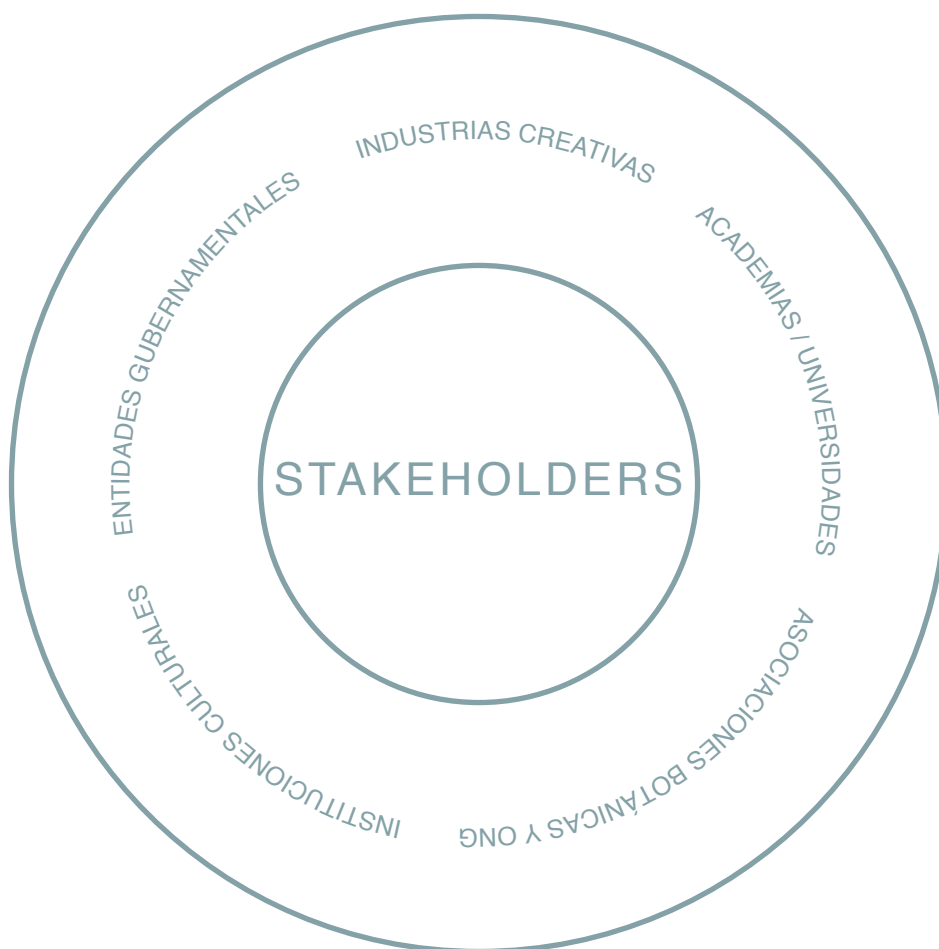 INDUSTRIAS CREATIVAS
ACADEMIAS / UNIVERSIDADES
ASOCIACIONES BOTÁNICAS Y ONG
INSTITUCIONES CULTURALES
ENTIDADES GUBERNAMENTALES
STAKEHOLDERS